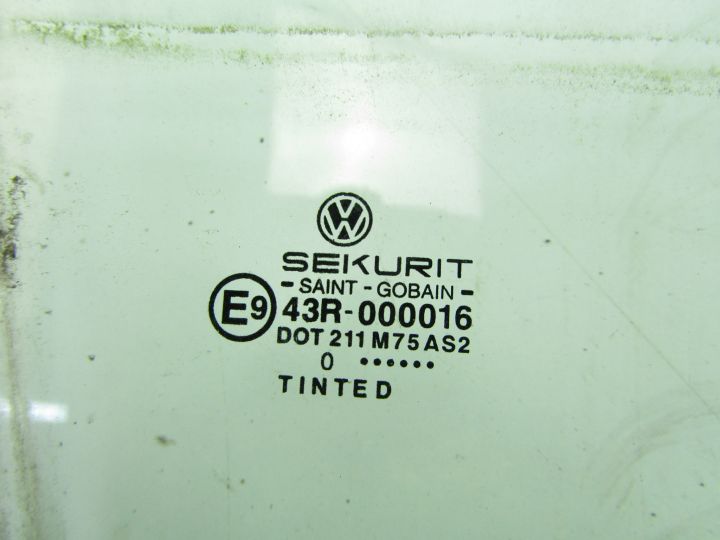 SEKURIT
- SAINT - GOBAIN -
E9 43R-000016
DOT 211 M75 AS2
0 ••••••
TINTED